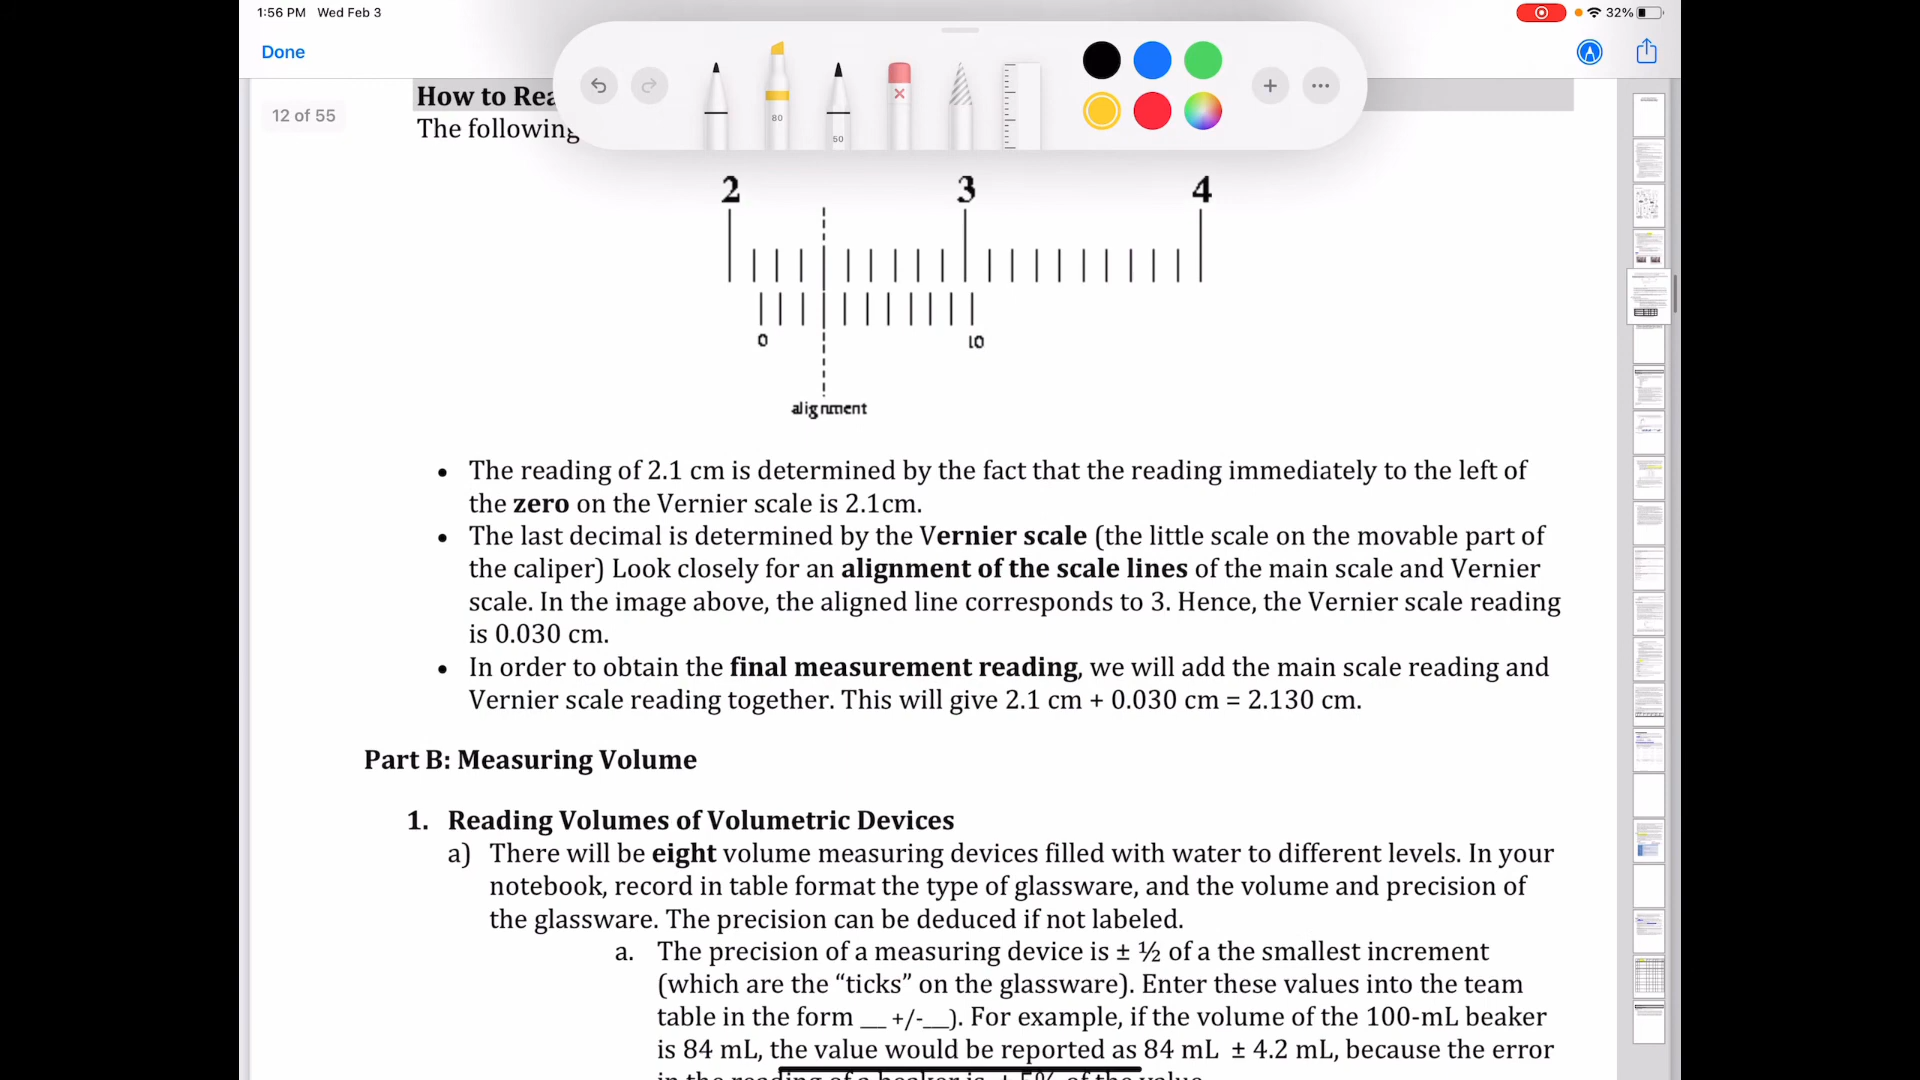 1:56 PM Wed Feb 3
32%
Done
80
50
12 of 55
How to Rea
The following
2 3 4
0 10
alignment
• The reading of 2.1 cm is determined by the fact that the reading immediately to the left of
the zero on the Vernier scale is 2.1cm.
• The last decimal is determined by the Vernier scale (the little scale on the movable part of
the caliper) Look closely for an alignment of the scale lines of the main scale and Vernier
scale. In the image above, the aligned line corresponds to 3. Hence, the Vernier scale reading
is 0.030 cm.
• In order to obtain the final measurement reading, we will add the main scale reading and
Vernier scale reading together. This will give 2.1 cm + 0.030 cm = 2.130 cm.
Part B: Measuring Volume
1. Reading Volumes of Volumetric Devices
a) There will be eight volume measuring devices filled with water to different levels. In your
notebook, record in table format the type of glassware, and the volume and precision of
the glassware. The precision can be deduced if not labeled.
a. The precision of a measuring device is ± ½ of a the smallest increment
(which are the “ticks” on the glassware). Enter these values into the team
table in the form __ +/-__). For example, if the volume of the 100-mL beaker
is 84 mL, the value would be reported as 84 mL ± 4.2 mL, because the error
in the reading of a beaker is ± 5% of the value